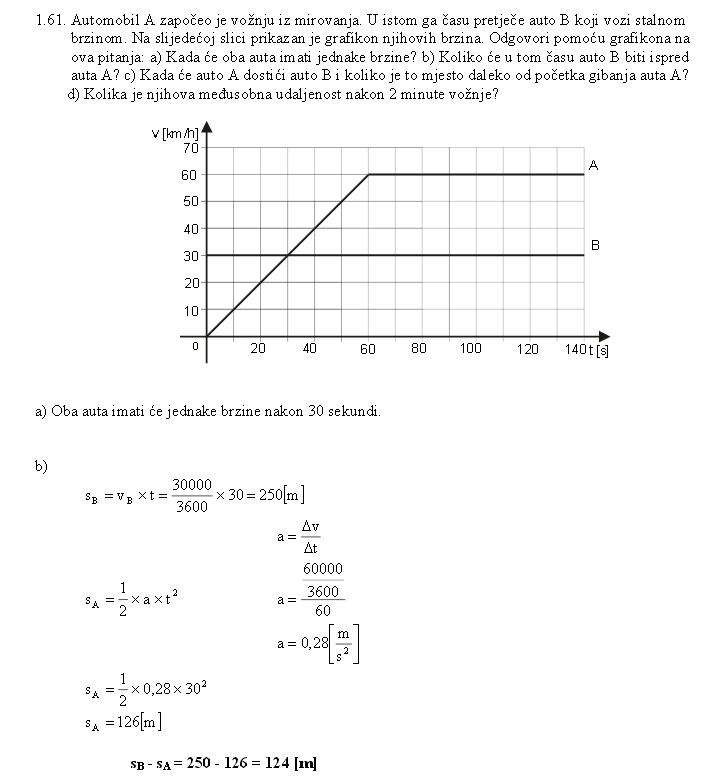 1.61. Automobil A započeo je vožnju iz mirovanja. U istom ga času pretječe auto B koji vozi stalnom
brzinom. Na slijedećoj slici prikazan je grafikon njihovih brzina. Odgovori pomoću grafikona na
ova pitanja: a) Kada će oba auta imati jednake brzine? b) Koliko će u tom času auto B biti ispred
auta A? c) Kada će auto A dostići auto B i koliko je to mjesto daleko od početka gibanja auta A?
d) Kolika je njihova međusobna udaljenost nakon 2 minute vožnje?
v [km/h]
70
60
50
40
30
20
10
A
B
0 20 40 60 80 100 120 140 t [s]
a) Oba auta imati će jednake brzine nakon 30 sekundi.
b)
s_B = v_B × t = 30000/3600 × 30 = 250[m]
a = Δv/Δt
s_A = 1/2 × a × t²
a = 60000/3600/60
a = 0,28[m/s²]
s_A = 1/2 × 0,28 × 30²
s_A = 126[m]
s_B - s_A = 250 - 126 = 124 [m]